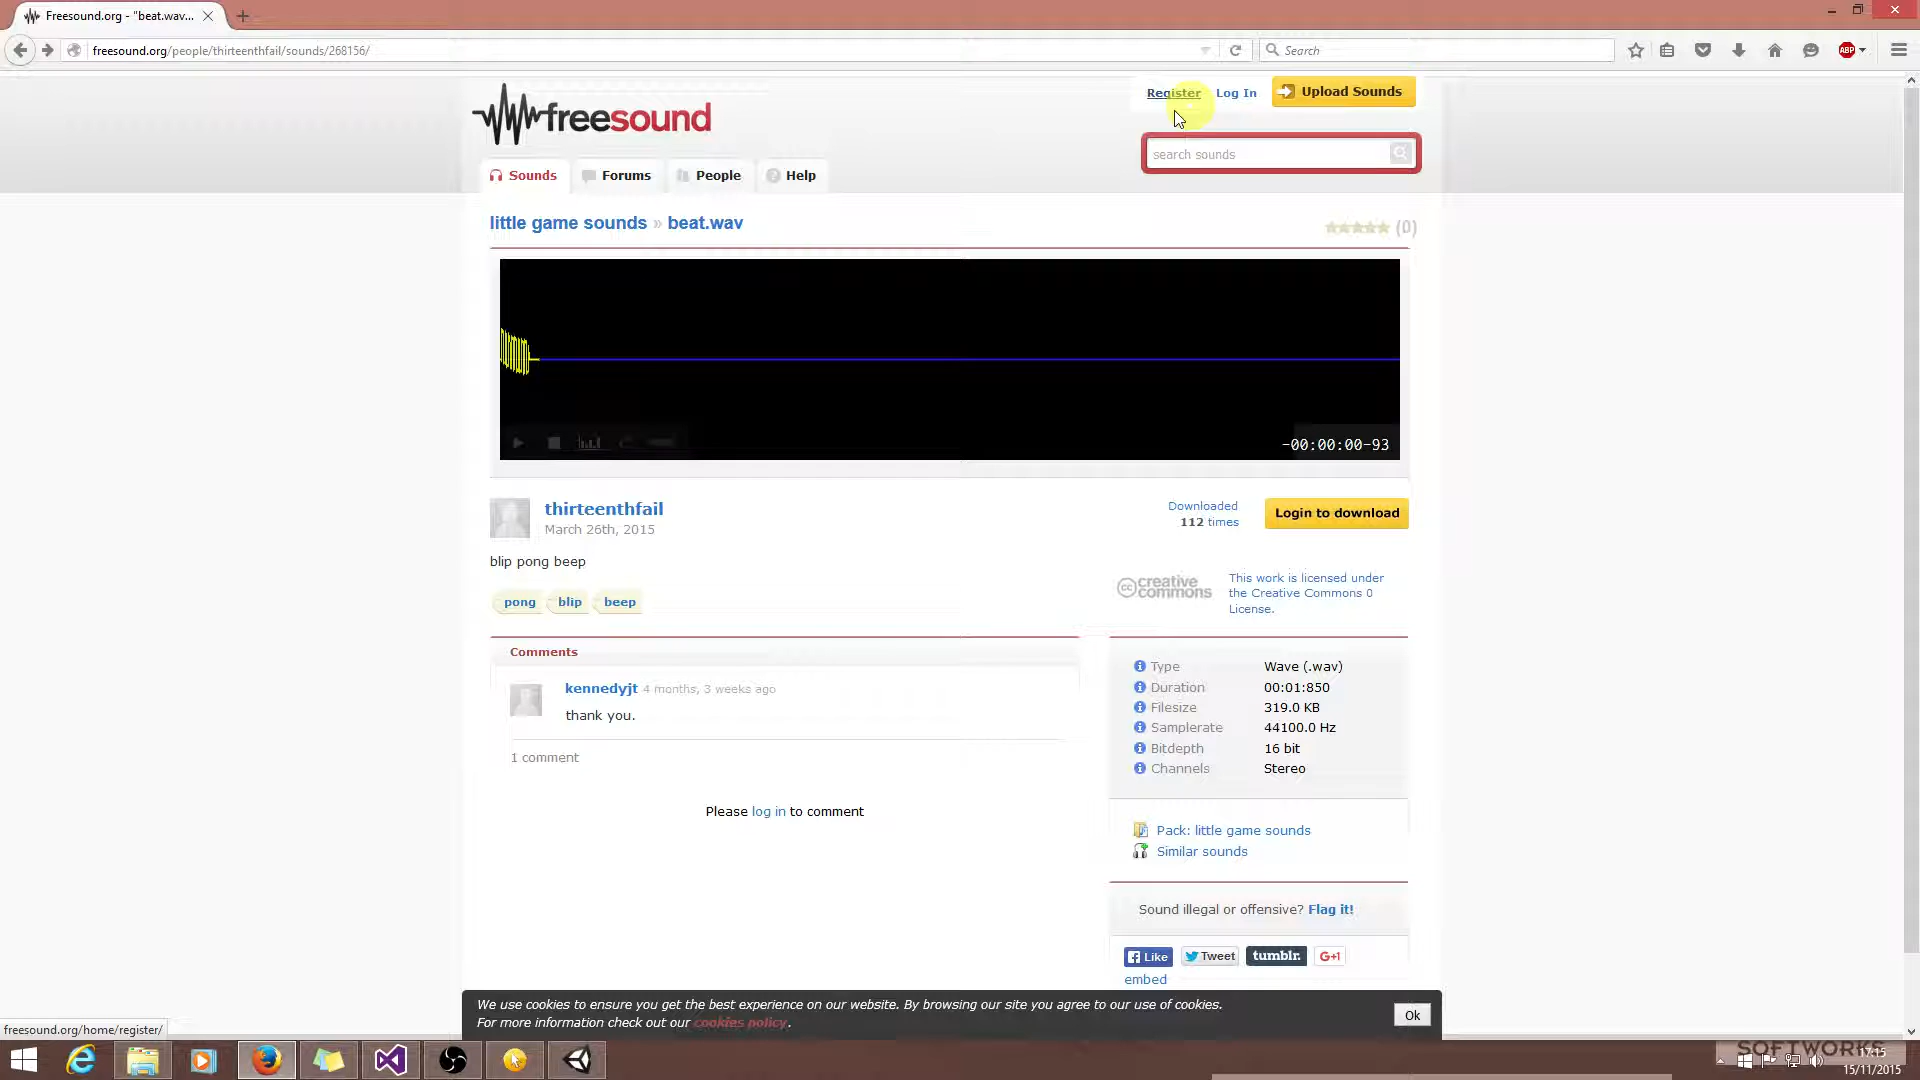 Freesound.org - "beat.wav...
freesound.org/people/thirteenthfail/sounds/268156/
Search
ABP
freesound
Register
Log In
Upload Sounds
search sounds
Sounds
Forums
People
Help
little game sounds » beat.wav
(0)
-00:00:00-93
thirteenthfail
March 26th, 2015
Downloaded
112 times
Login to download
blip pong beep
pong
blip
beep
creative commons
This work is licensed under
the Creative Commons 0
License.
Comments
kennedyjt 4 months, 3 weeks ago
thank you.
1 comment
Please log in to comment
Type Wave (.wav)
Duration 00:01:850
Filesize 319.0 KB
Samplerate 44100.0 Hz
Bitdepth 16 bit
Channels Stereo
Pack: little game sounds
Similar sounds
Sound illegal or offensive? Flag it!
Like
Tweet
tumblr.
G+1
embed
We use cookies to ensure you get the best experience on our website. By browsing our site you agree to our use of cookies.
For more information check out our cookies policy.
Ok
freesound.org/home/register/
SOFTWORKS
17:15
15/11/2015